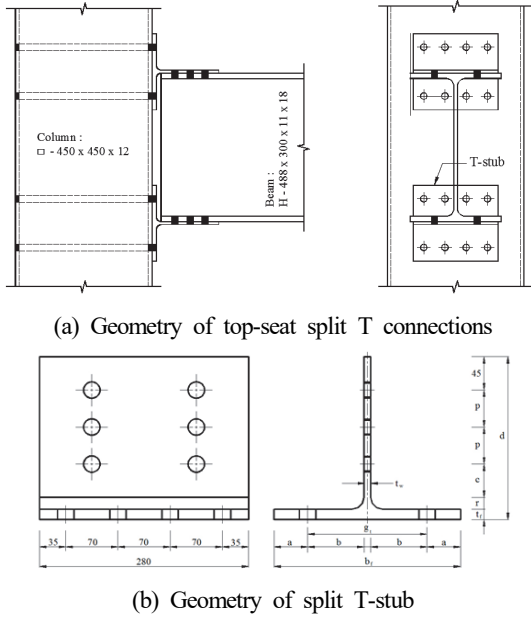 Column :
□ - 450 x 450 x 12
Beam :
H - 488 x 300 x 11 x 18
T-stub
(a) Geometry of top-seat split T connections
45
p
p
e
r
t_f
d
t_w
g_t
35 70 70 70 35
280
a b b a
b_f
(b) Geometry of split T-stub